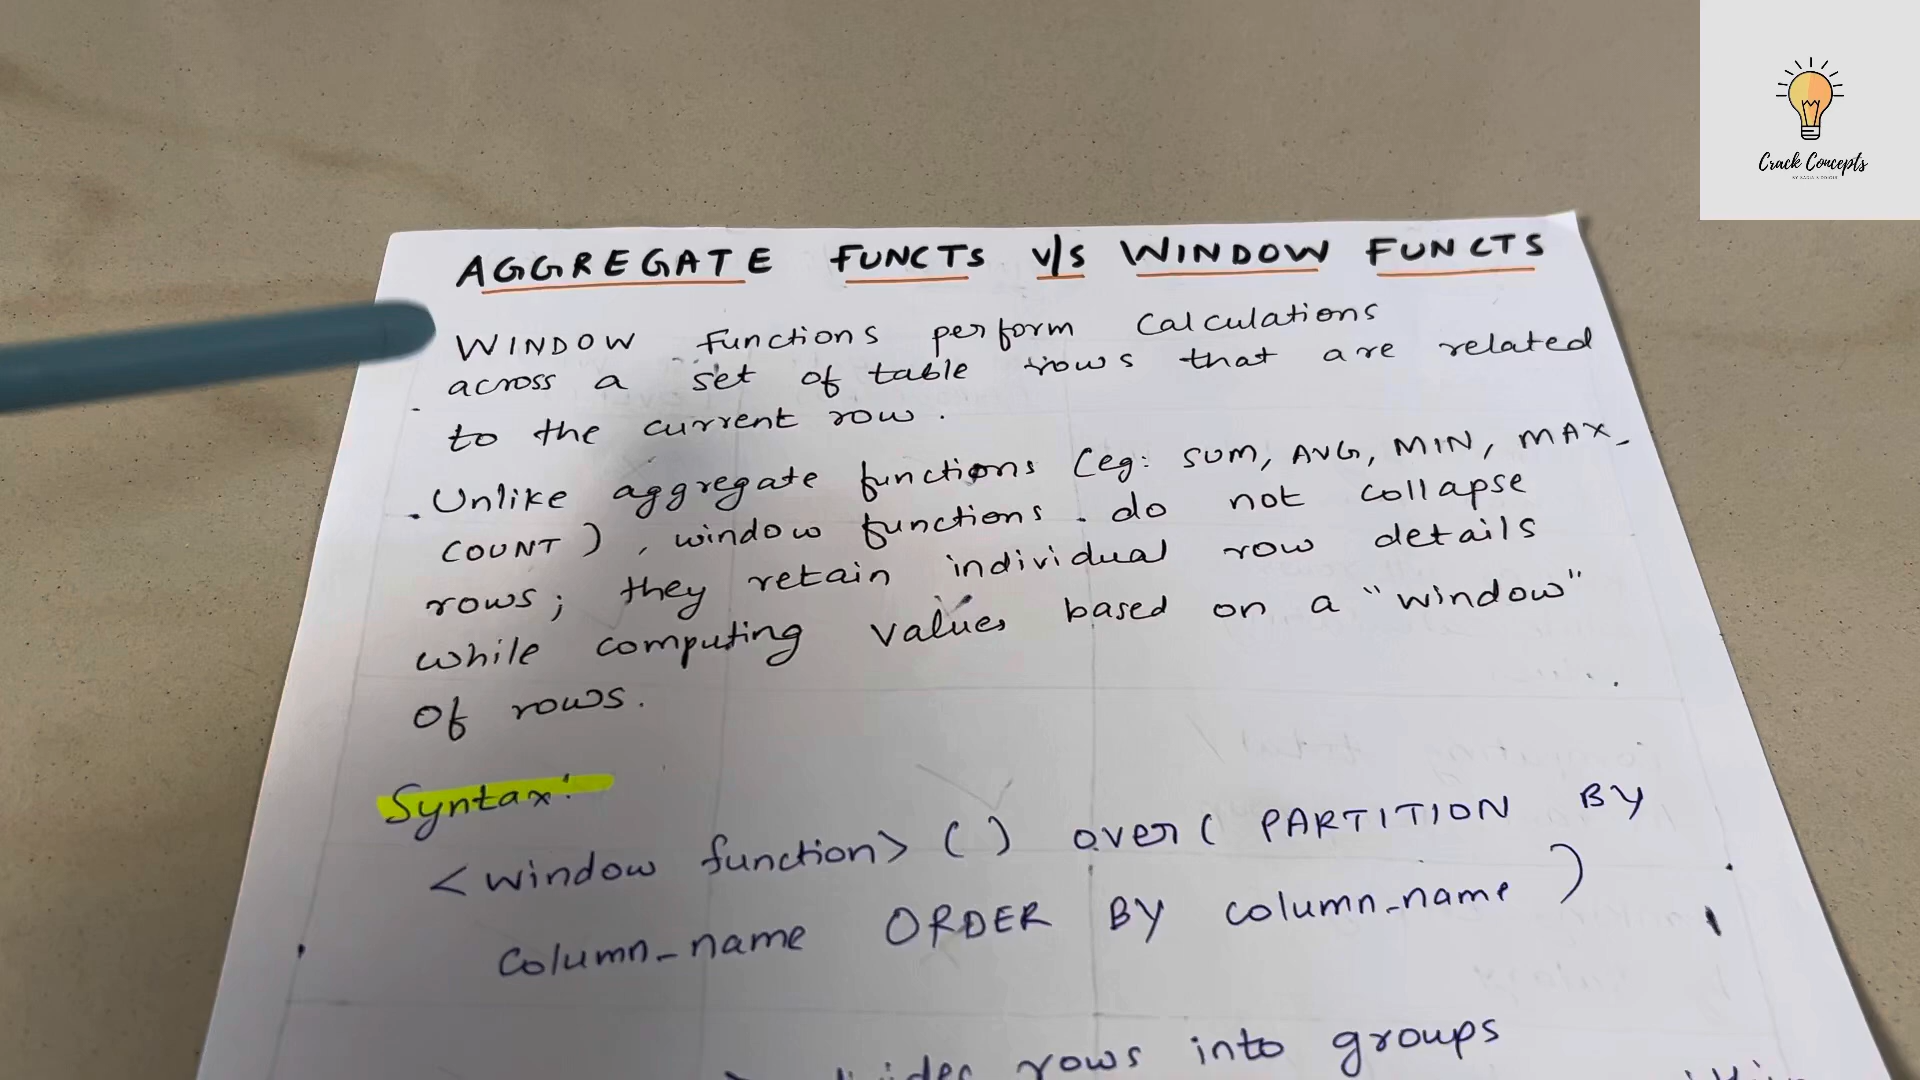 Crack Concepts
AGGREGATE FUNCTS V/S WINDOW FUNCTS
WINDOW functions perform calculations
across a set of table rows that are related
to the current row.
. Unlike aggregate functions (eg: SUM, AVG, MIN, MAX,
COUNT), window functions do not collapse
rows; they retain individual row details
while computing values based on a "window"
of rows.
Syntax:
<window function> ( ) over ( PARTITION BY
column_name ORDER BY column_name )
rows into groups